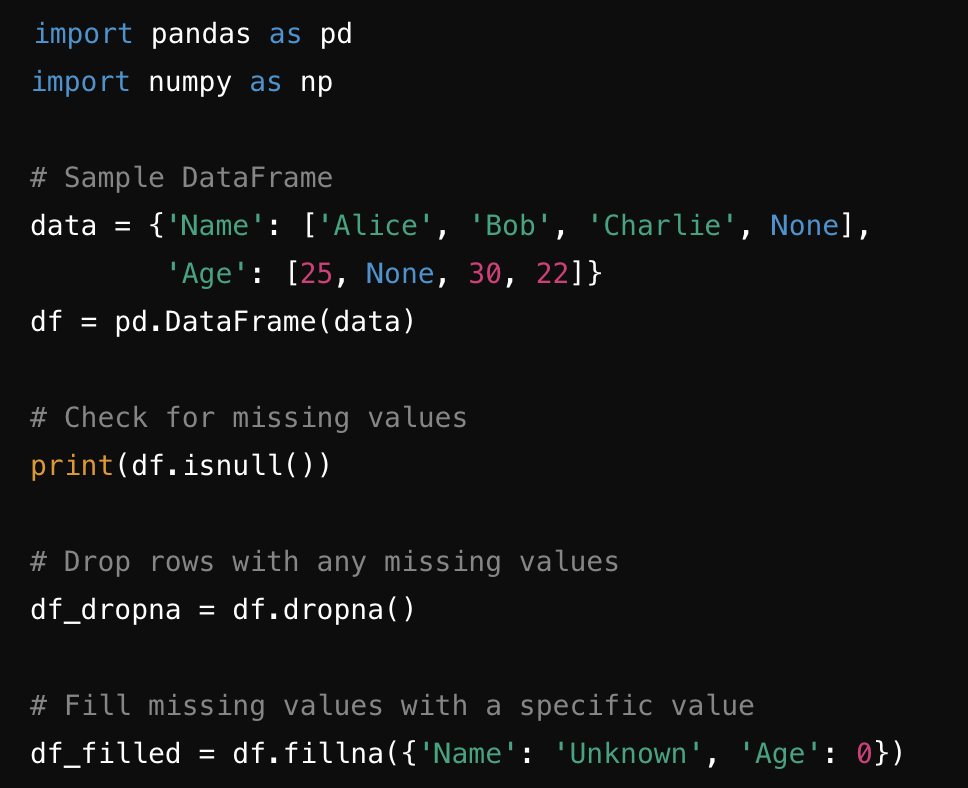 import pandas as pd
import numpy as np

# Sample DataFrame
data = {'Name': ['Alice', 'Bob', 'Charlie', None],
        'Age': [25, None, 30, 22]}
df = pd.DataFrame(data)

# Check for missing values
print(df.isnull())

# Drop rows with any missing values
df_dropna = df.dropna()

# Fill missing values with a specific value
df_filled = df.fillna({'Name': 'Unknown', 'Age': 0})